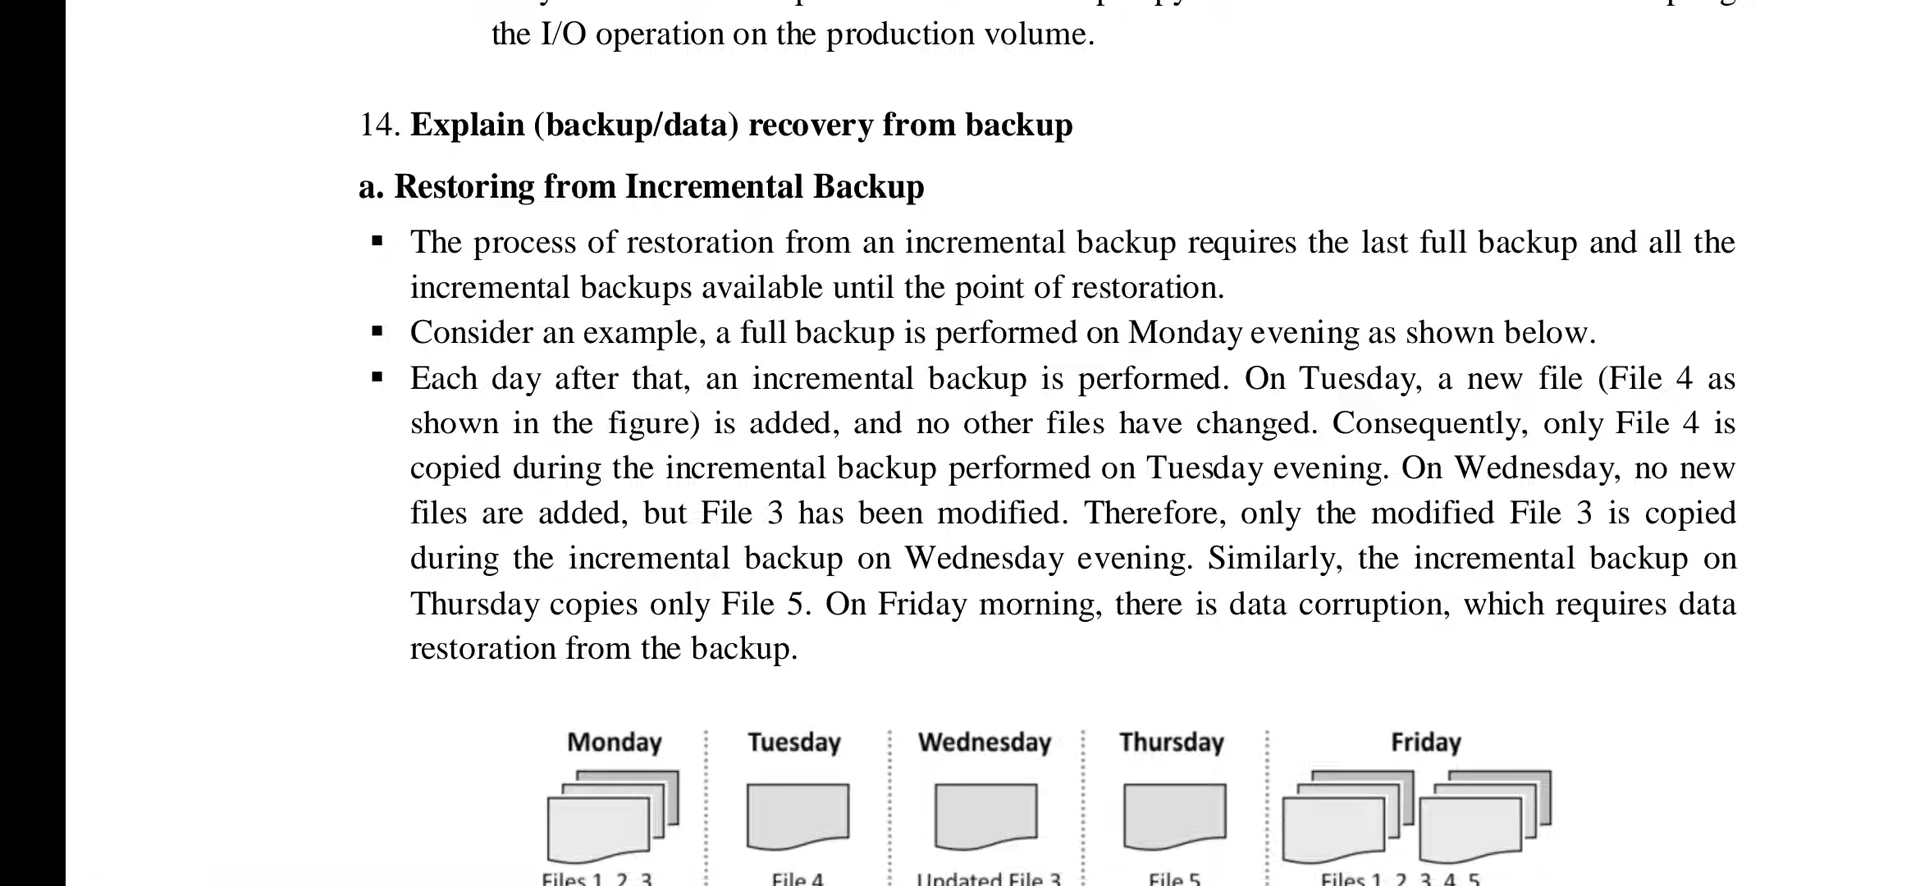 the I/O operation on the production volume.
14. Explain (backup/data) recovery from backup
a. Restoring from Incremental Backup
▪ The process of restoration from an incremental backup requires the last full backup and all the
incremental backups available until the point of restoration.
▪ Consider an example, a full backup is performed on Monday evening as shown below.
▪ Each day after that, an incremental backup is performed. On Tuesday, a new file (File 4 as
shown in the figure) is added, and no other files have changed. Consequently, only File 4 is
copied during the incremental backup performed on Tuesday evening. On Wednesday, no new
files are added, but File 3 has been modified. Therefore, only the modified File 3 is copied
during the incremental backup on Wednesday evening. Similarly, the incremental backup on
Thursday copies only File 5. On Friday morning, there is data corruption, which requires data
restoration from the backup.
Monday Tuesday Wednesday Thursday Friday
Files 1, 2, 3 File 4 Updated File 3 File 5 Files 1, 2, 3, 4, 5